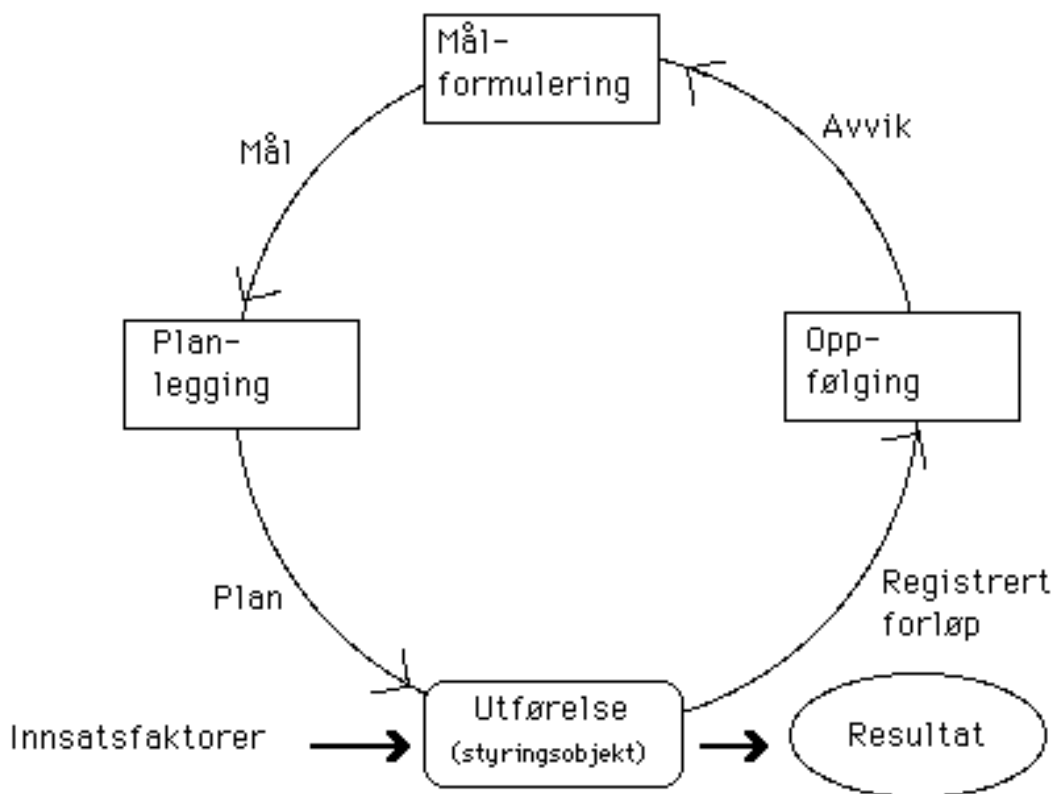 Mål-
formulering
Avvik
Mål
Plan-
legging
Opp-
følging
Plan
Registrert
forløp
Innsatsfaktorer
Utførelse
(styringsobjekt)
Resultat